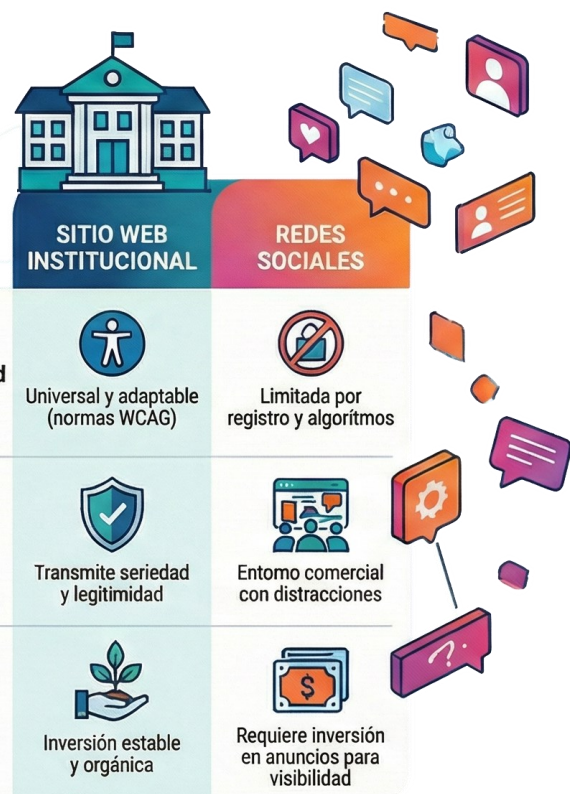 SITIO WEB
INSTITUCIONAL
REDES
SOCIALES
d
Universal y adaptable
(normas WCAG)
Limitada por
registro y algorítmos
Transmite seriedad
y legitimidad
Entomo comercial
con distracciones
$
Inversión estable
y orgánica
Requiere inversión
en anuncios para
visibilidad